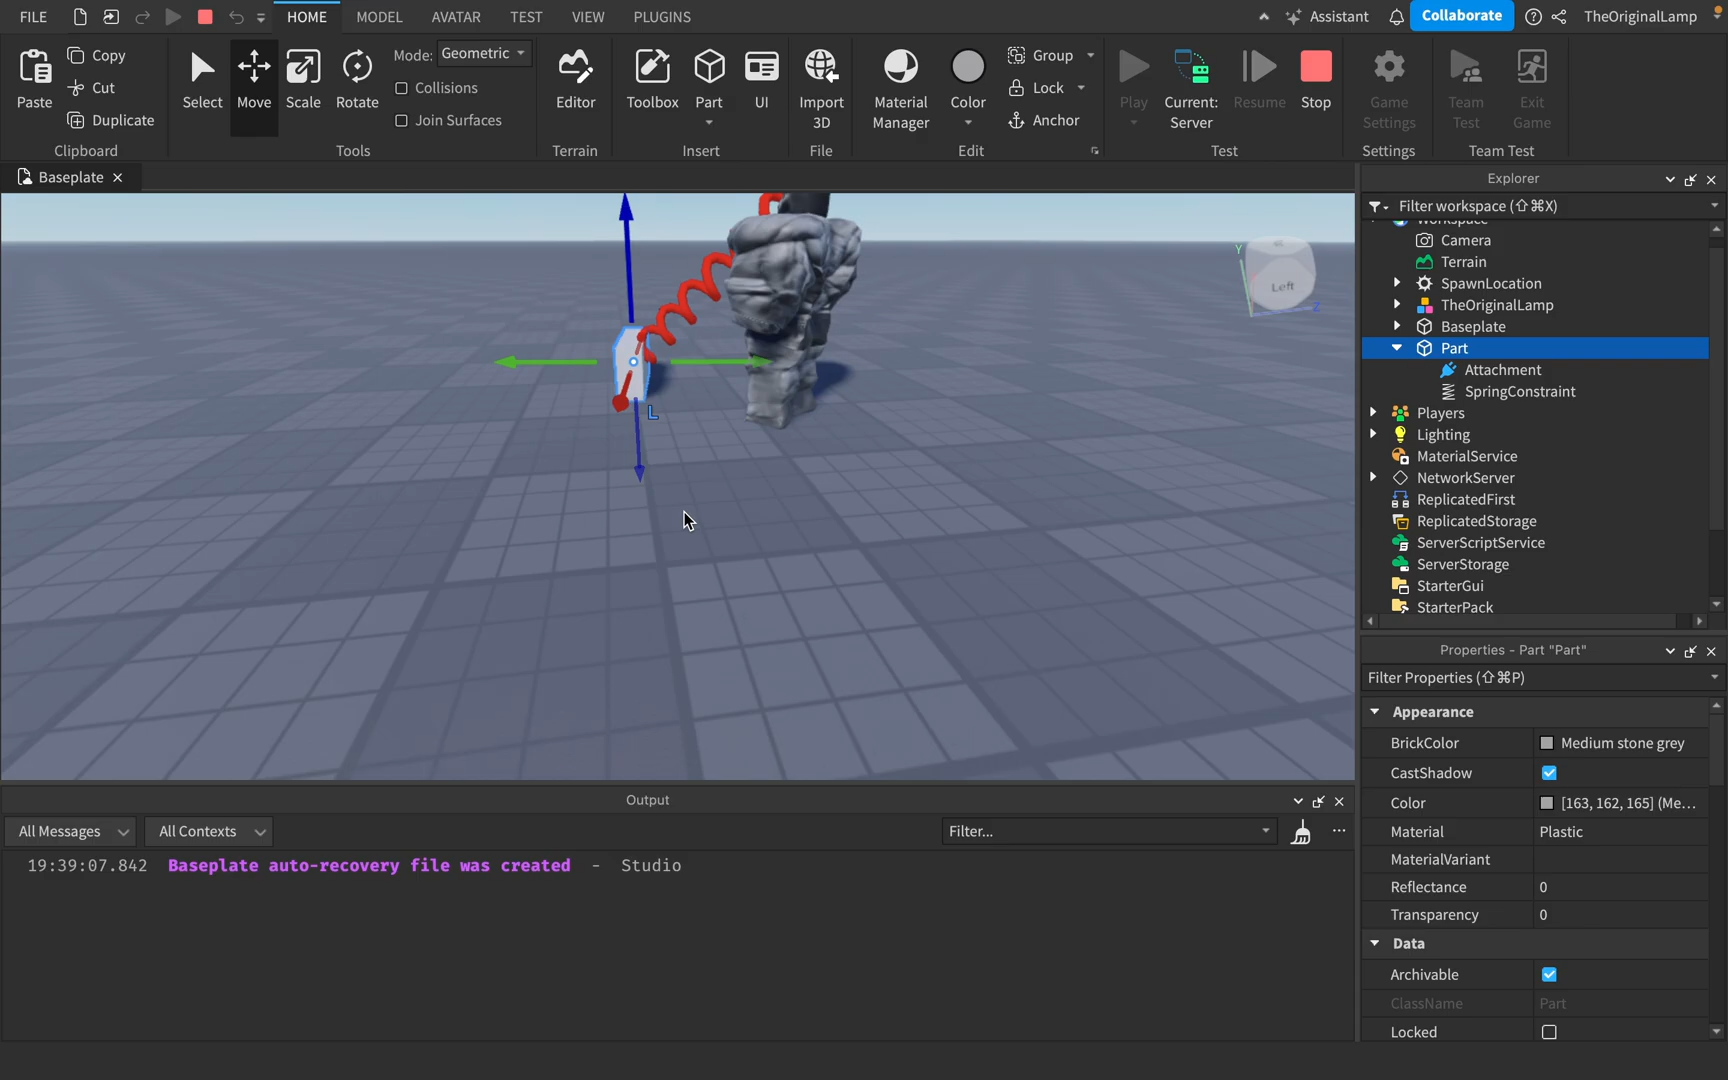 FILE HOME MODEL AVATAR TEST VIEW PLUGINS Assistant Collaborate TheOriginalLamp
Paste Copy Cut Duplicate Clipboard
Select Move Scale Rotate Mode: Geometric Collisions Join Surfaces Tools
Editor Terrain
Toolbox Part UI Insert
Import 3D File
Material Manager Color Group Lock Anchor Edit
Play Current: Server Resume Stop Test
Game Settings Settings
Team Test Exit Game Team Test
Baseplate
Left
Y
Z
L
Explorer
Filter workspace (⇧⌘X)
Workspace
Camera
Terrain
SpawnLocation
TheOriginalLamp
Baseplate
Part
Attachment
SpringConstraint
Players
Lighting
MaterialService
NetworkServer
ReplicatedFirst
ReplicatedStorage
ServerScriptService
ServerStorage
StarterGui
StarterPack
Properties - Part "Part"
Filter Properties (⇧⌘P)
Appearance
BrickColor Medium stone grey
CastShadow
Color [163, 162, 165] (Me...
Material Plastic
MaterialVariant
Reflectance 0
Transparency 0
Data
Archivable
ClassName Part
Locked
Output
All Messages All Contexts Filter...
19:39:07.842 Baseplate auto-recovery file was created - Studio